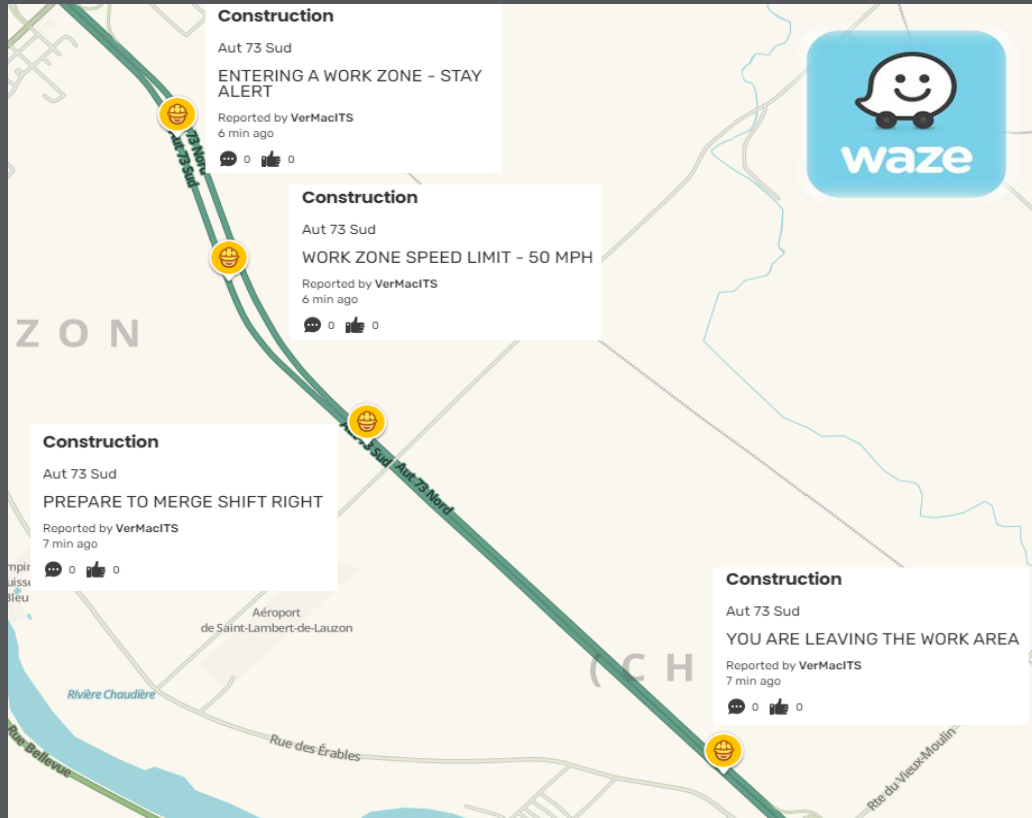 Construction
Aut 73 Sud
ENTERING A WORK ZONE - STAY
ALERT
Reported by VerMacITS
6 min ago
0 0
waze
73 Nord
Aut 73 Sud
Construction
Aut 73 Sud
WORK ZONE SPEED LIMIT - 50 MPH
Reported by VerMacITS
6 min ago
0 0
ZON
Construction
Aut 73 Sud
PREPARE TO MERGE SHIFT RIGHT
Reported by VerMacITS
7 min ago
0 0
Sud
Aut 73 Nord
Bleu
Aéroport
de Saint-Lambert-de-Lauzon
Construction
Aut 73 Sud
YOU ARE LEAVING THE WORK AREA
Reported by VerMacITS
7 min ago
0 0
(CH
Rivière Chaudière
Rue des Érables
Rue Bellevue
Rte du Vieux-Moulin